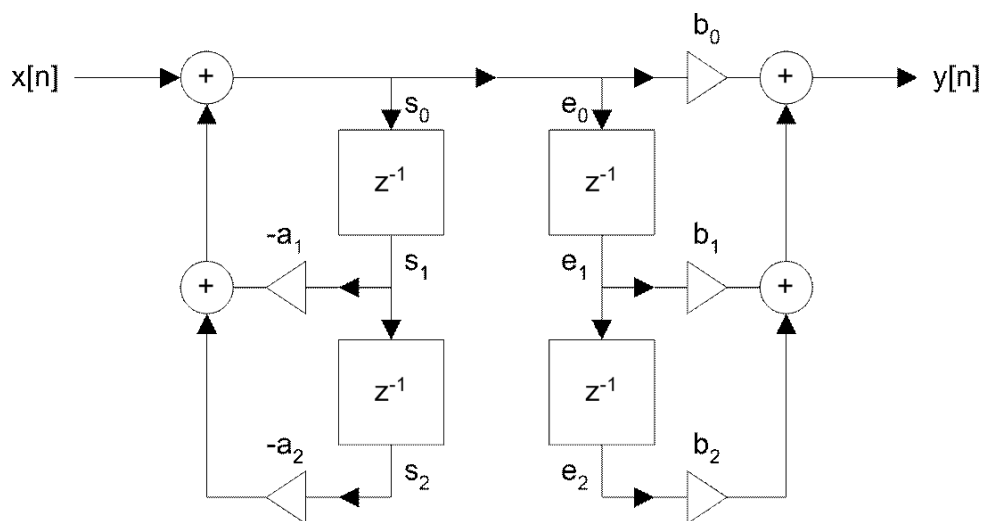 b₀
x[n] + + y[n]
s₀ e₀
z⁻¹ z⁻¹
-a₁ b₁
+ s₁ e₁ +
z⁻¹ z⁻¹
-a₂ b₂
s₂ e₂